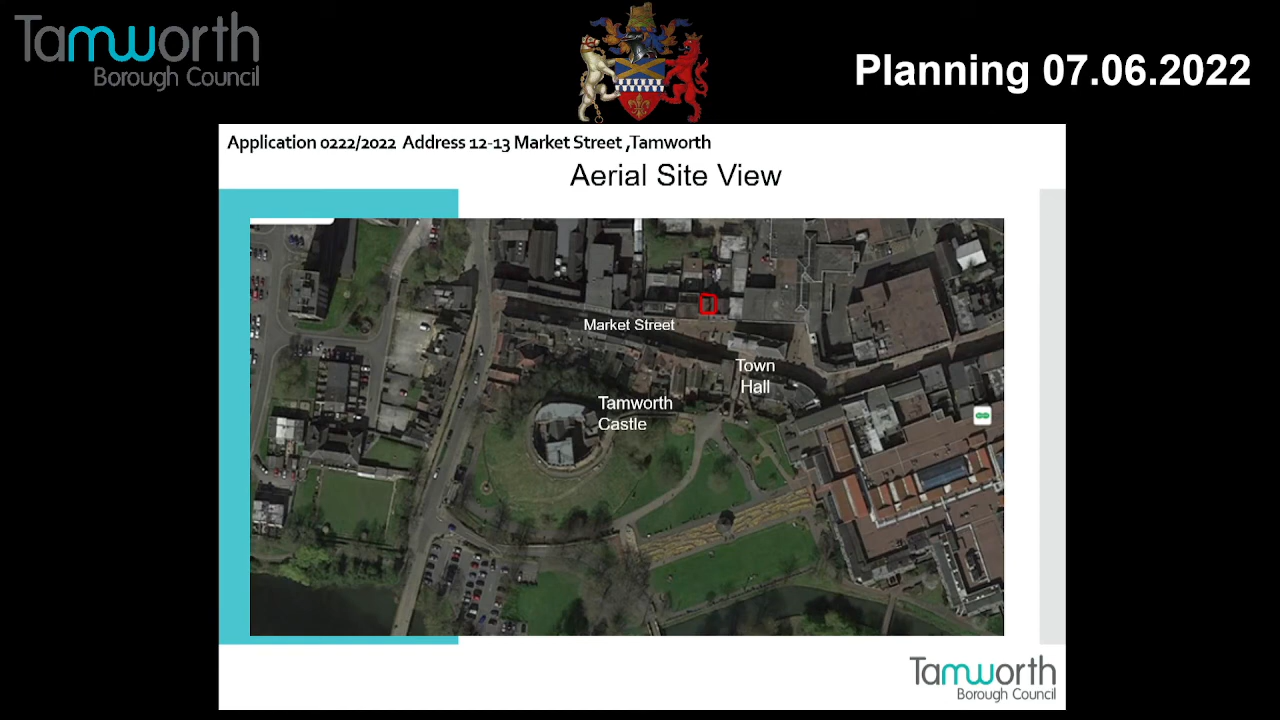 Tamworth
Borough Council
Planning 07.06.2022
Application 0222/2022 Address 12-13 Market Street ,Tamworth
Aerial Site View
Market Street
Town
Hall
Tamworth
Castle
Tamworth
Borough Council